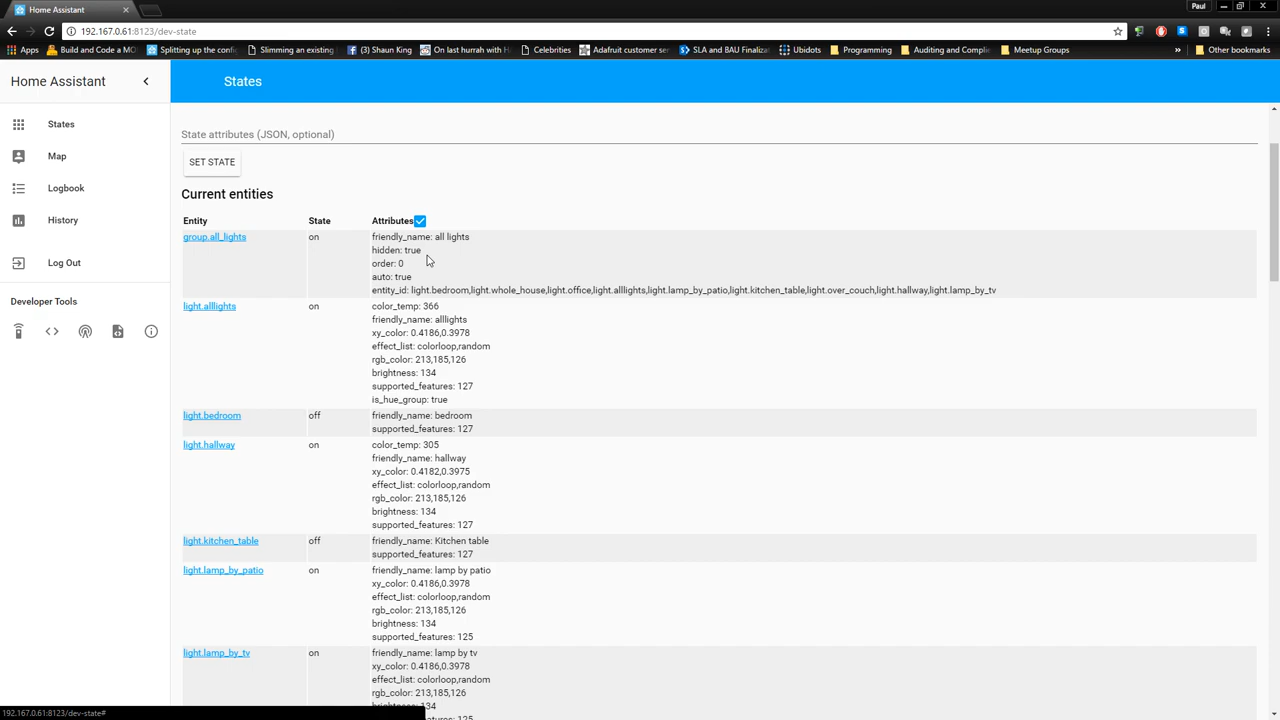 Home Assistant
Paul
192.167.0.61:8123/dev-state
Apps
Build and Code a MO
Splitting up the confi
Slimming an existing
(3) Shaun King
On last hurrah with H
Celebrities
Adafruit customer ser
SLA and BAU Finaliza
Ubidots
Programming
Auditing and Complia
Meetup Groups
»
Other bookmarks
Home Assistant
States
States
Map
Logbook
History
Log Out
Developer Tools
State attributes (JSON, optional)
SET STATE
Current entities
Entity State Attributes
group.all_lights on friendly_name: all lights
hidden: true
order: 0
auto: true
entity_id: light.bedroom,light.whole_house,light.office,light.alllights,light.lamp_by_patio,light.kitchen_table,light.over_couch,light.hallway,light.lamp_by_tv
light.alllights on color_temp: 366
friendly_name: alllights
xy_color: 0.4186,0.3978
effect_list: colorloop,random
rgb_color: 213,185,126
brightness: 134
supported_features: 127
is_hue_group: true
light.bedroom off friendly_name: bedroom
supported_features: 127
light.hallway on color_temp: 305
friendly_name: hallway
xy_color: 0.4182,0.3975
effect_list: colorloop,random
rgb_color: 213,185,126
brightness: 134
supported_features: 127
light.kitchen_table off friendly_name: Kitchen table
supported_features: 127
light.lamp_by_patio on friendly_name: lamp by patio
xy_color: 0.4186,0.3978
effect_list: colorloop,random
rgb_color: 213,185,126
brightness: 134
supported_features: 125
light.lamp_by_tv on friendly_name: lamp by tv
xy_color: 0.4186,0.3978
effect_list: colorloop,random
rgb_color: 213,185,126
brightness: 134
supported_features: 125
192.167.0.61:8123/dev-state#